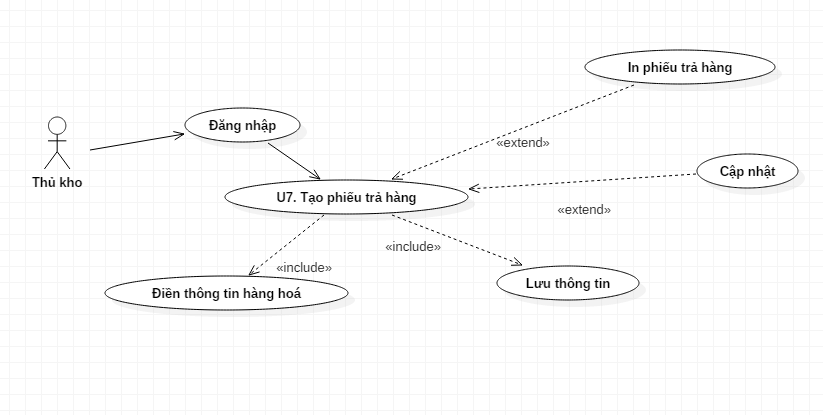 In phiếu trả hàng
Đăng nhập
«extend»
Cập nhật
Thủ kho
U7. Tạo phiếu trả hàng
«extend»
«include»
«include»
Lưu thông tin
Điền thông tin hàng hoá